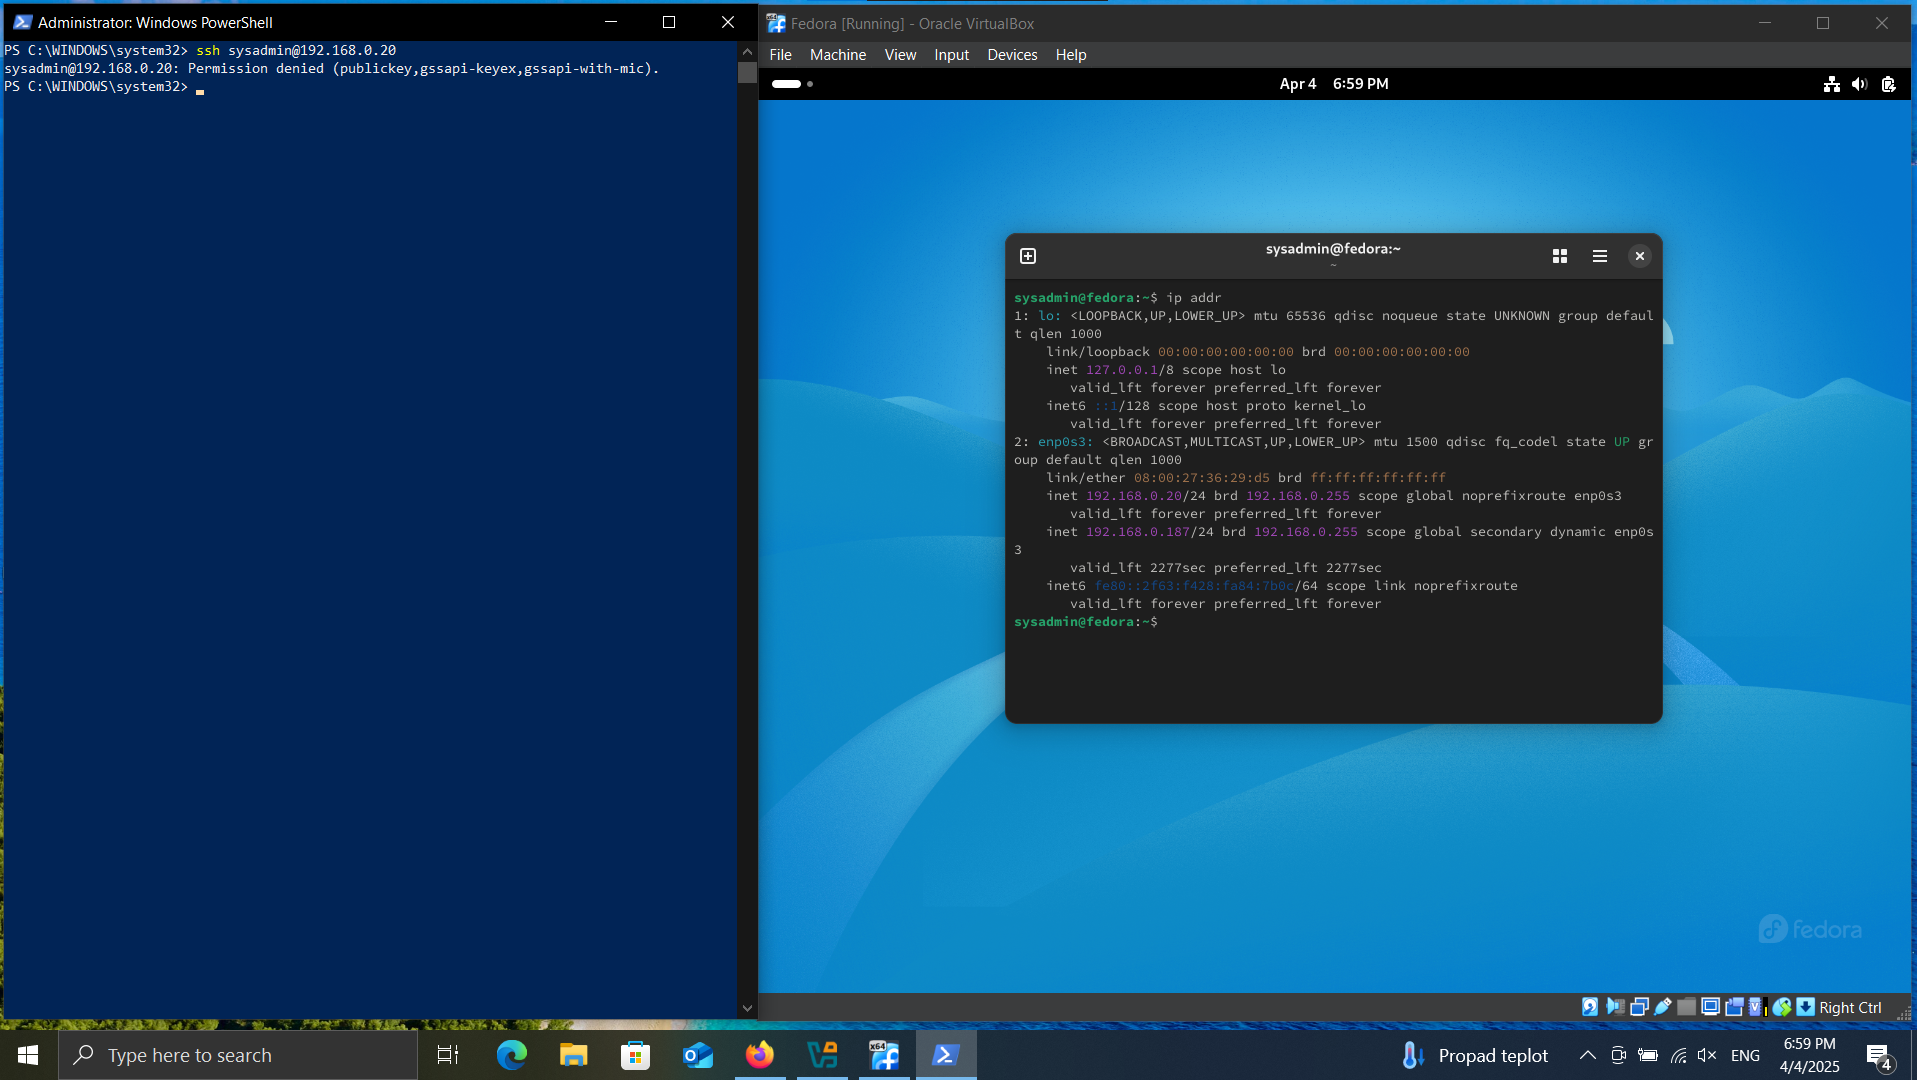 Administrator: Windows PowerShell
PS C:\WINDOWS\system32> ssh sysadmin@192.168.0.20
sysadmin@192.168.0.20: Permission denied (publickey,gssapi-keyex,gssapi-with-mic).
PS C:\WINDOWS\system32>
Fedora [Running] - Oracle VirtualBox
File Machine View Input Devices Help
Apr 4 6:59 PM
sysadmin@fedora:~
~
sysadmin@fedora:~$ ip addr
1: lo: <LOOPBACK,UP,LOWER_UP> mtu 65536 qdisc noqueue state UNKNOWN group defaul
t qlen 1000
link/loopback 00:00:00:00:00:00 brd 00:00:00:00:00:00
inet 127.0.0.1/8 scope host lo
valid_lft forever preferred_lft forever
inet6 ::1/128 scope host proto kernel_lo
valid_lft forever preferred_lft forever
2: enp0s3: <BROADCAST,MULTICAST,UP,LOWER_UP> mtu 1500 qdisc fq_codel state UP gr
oup default qlen 1000
link/ether 08:00:27:36:29:d5 brd ff:ff:ff:ff:ff:ff
inet 192.168.0.20/24 brd 192.168.0.255 scope global noprefixroute enp0s3
valid_lft forever preferred_lft forever
inet 192.168.0.187/24 brd 192.168.0.255 scope global secondary dynamic enp0s
3
valid_lft 2277sec preferred_lft 2277sec
inet6 fe80::2f63:f428:fa84:7b0c/64 scope link noprefixroute
valid_lft forever preferred_lft forever
sysadmin@fedora:~$
fedora
Right Ctrl
Type here to search
x64
Propad teplot
ENG
6:59 PM
4/4/2025
4